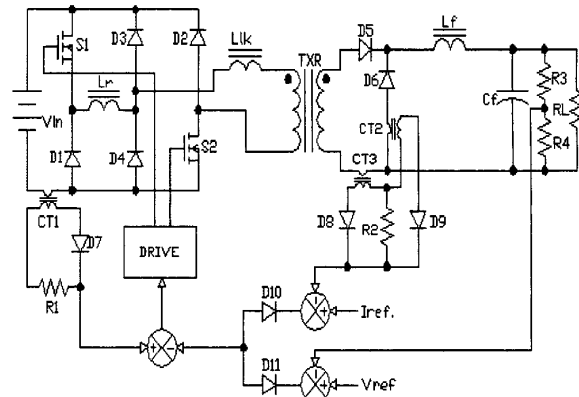 D3
D2
S1
Llk
TXR
D5
Lf
Lr
D6
R3
Cf
RL
Vin
CT2
R4
D1
D4
S2
CT3
CT1
D7
D8
R2
D9
DRIVE
R1
D10
Iref.
D11
Vref